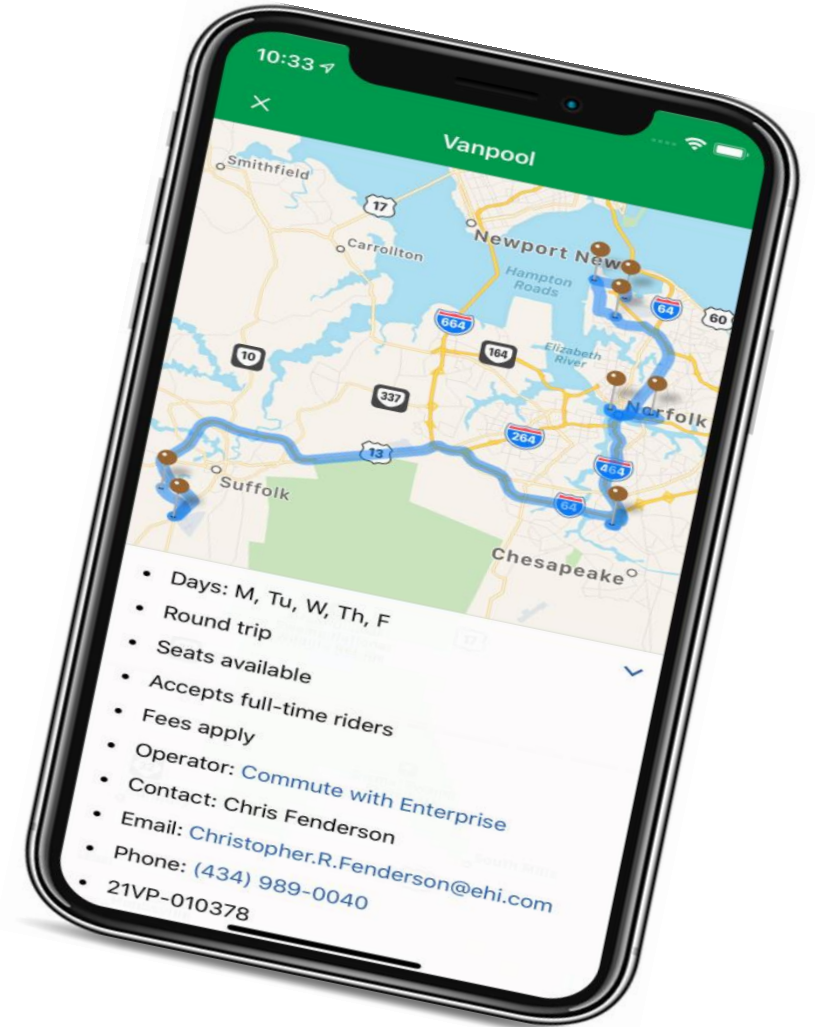 10:33
Vanpool
Smithfield
17
Carrollton
Newport New
Hampton
Roads
64
60
664
164
Elizabeth
River
10
337
Norfolk
264
13
464
Suffolk
64
Chesapeake
• Days: M, Tu, W, Th, F
• Round trip
• Seats available
• Accepts full-time riders
• Fees apply
• Operator: Commute with Enterprise
• Contact: Chris Fenderson
• Email: Christopher.R.Fenderson@ehi.com
• Phone: (434) 989-0040
• 21VP-010378